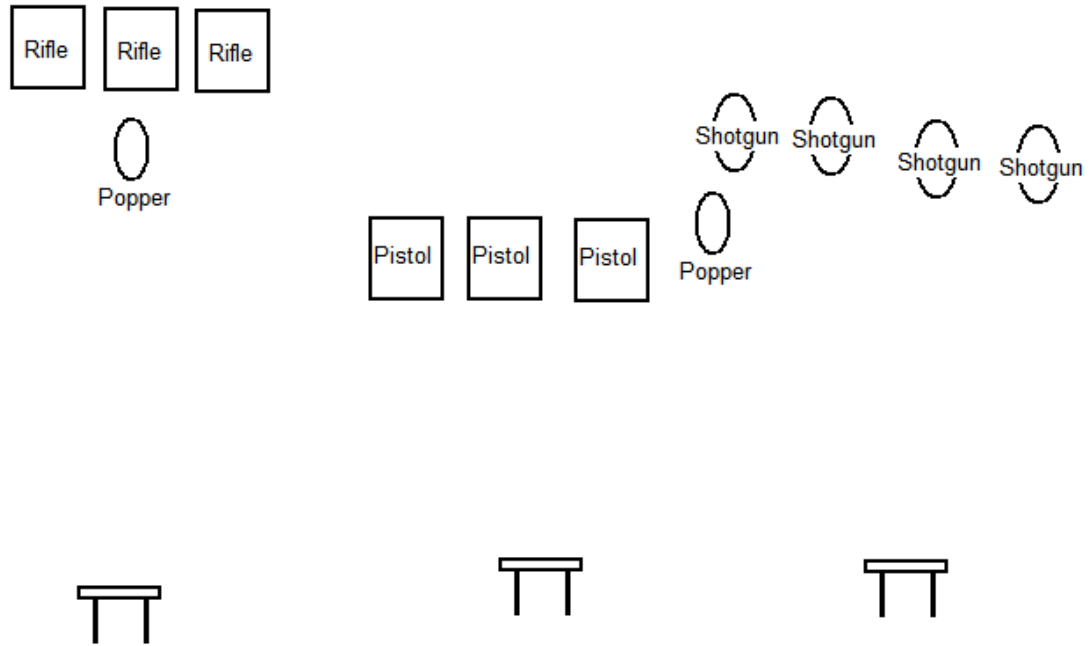 Rifle
Rifle
Rifle
Popper
Shotgun
Shotgun
Shotgun
Shotgun
Pistol
Pistol
Pistol
Popper